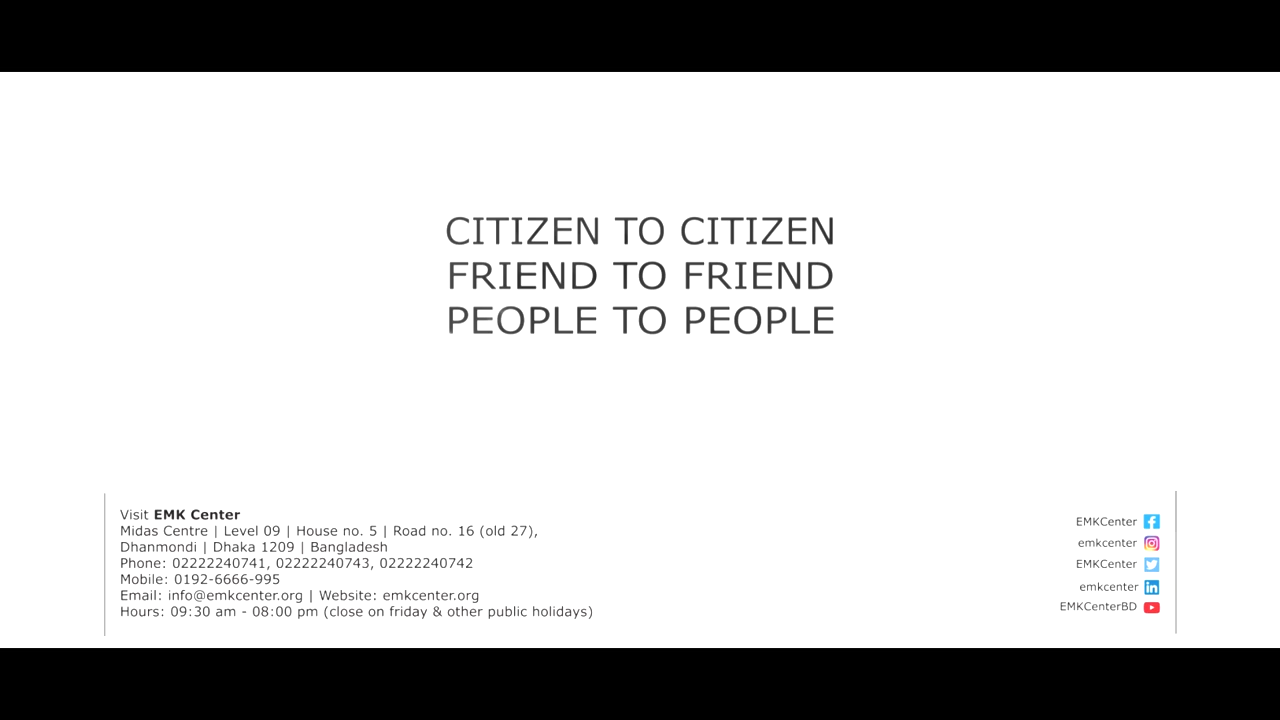 CITIZEN TO CITIZEN
FRIEND TO FRIEND
PEOPLE TO PEOPLE
Visit EMK Center
Midas Centre | Level 09 | House no. 5 | Road no. 16 (old 27),
Dhanmondi | Dhaka 1209 | Bangladesh
Phone: 02222240741, 02222240743, 02222240742
Mobile: 0192-6666-995
Email: info@emkcenter.org | Website: emkcenter.org
Hours: 09:30 am - 08:00 pm (close on friday & other public holidays)
EMKCenter
emkcenter
EMKCenter
emkcenter
EMKCenterBD